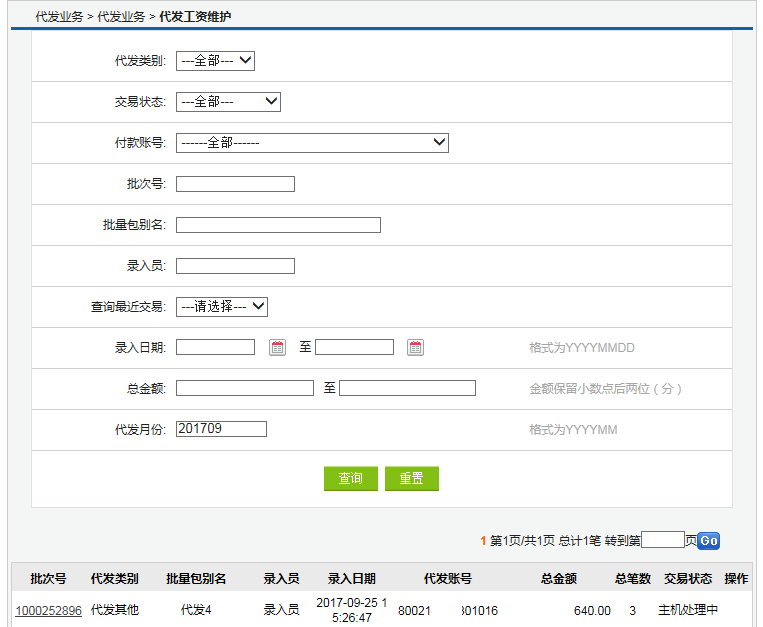 代发业务 > 代发业务 > 代发工资维护
代发类别: ---全部---
交易状态: ---全部---
付款账号: ------全部------
批次号:
批量包别名:
录入员:
查询最近交易: ---请选择---
录入日期: 至 格式为YYYYMMDD
总金额: 至 金额保留小数点后两位（分）
代发月份: 201709 格式为YYYYMM
查询 重置
1 第1页/共1页 总计1笔 转到第 页 Go
批次号 代发类别 批量包别名 录入员 录入日期 代发账号 总金额 总笔数 交易状态 操作
1000252896 代发其他 代发4 录入员 2017-09-25 1 80021 301016 640.00 3 主机处理中
5:26:47